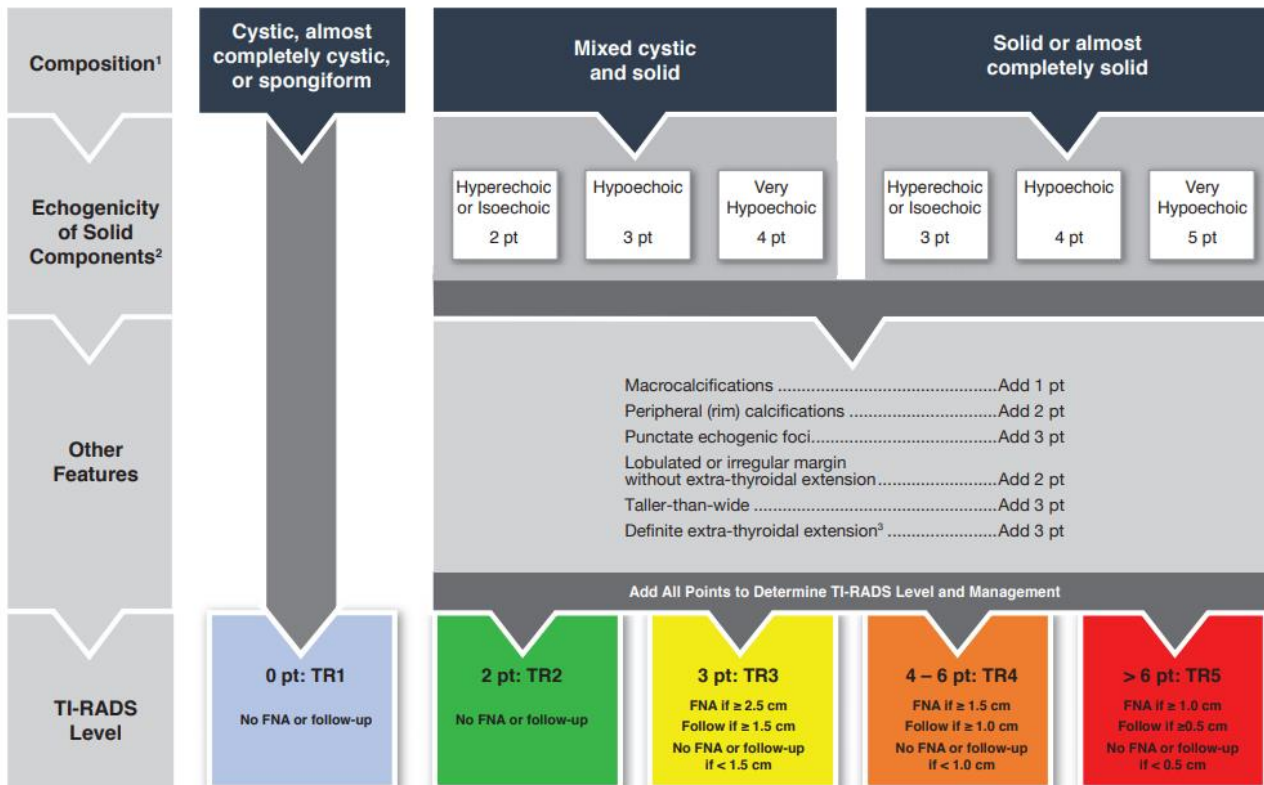 Composition¹
Cystic, almost
completely cystic,
or spongiform
Mixed cystic
and solid
Solid or almost
completely solid
Echogenicity
of Solid
Components²
Hyperechoic
or Isoechoic
2 pt
Hypoechoic
3 pt
Very
Hypoechoic
4 pt
Hyperechoic
or Isoechoic
3 pt
Hypoechoic
4 pt
Very
Hypoechoic
5 pt
Other
Features
Macrocalcifications ...............................................Add 1 pt
Peripheral (rim) calcifications ................................Add 2 pt
Punctate echogenic foci........................................Add 3 pt
Lobulated or irregular margin
without extra-thyroidal extension..........................Add 2 pt
Taller-than-wide ....................................................Add 3 pt
Definite extra-thyroidal extension³ .......................Add 3 pt
Add All Points to Determine TI-RADS Level and Management
TI-RADS
Level
0 pt: TR1
No FNA or follow-up
2 pt: TR2
No FNA or follow-up
3 pt: TR3
FNA if ≥ 2.5 cm
Follow if ≥ 1.5 cm
No FNA or follow-up
if < 1.5 cm
4 – 6 pt: TR4
FNA if ≥ 1.5 cm
Follow if ≥ 1.0 cm
No FNA or follow-up
if < 1.0 cm
> 6 pt: TR5
FNA if ≥ 1.0 cm
Follow if ≥0.5 cm
No FNA or follow-up
if < 0.5 cm